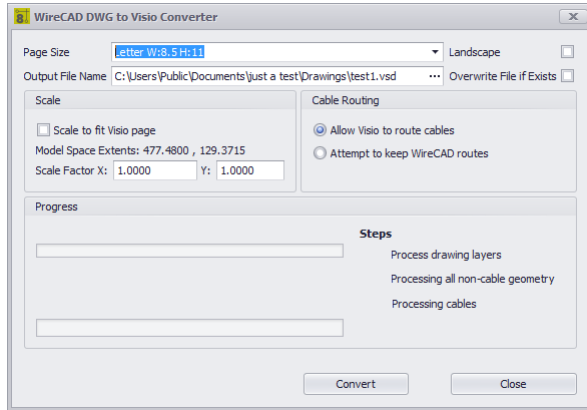 WireCAD DWG to Visio Converter
Page Size Letter W:8.5 H:11 Landscape
Output File Name C:\Users\Public\Documents\just a test\Drawings\test1.vsd ... Overwrite File if Exists
Scale Cable Routing
Scale to fit Visio page Allow Visio to route cables
Model Space Extents: 477.4800 , 129.3715 Attempt to keep WireCAD routes
Scale Factor X: 1.0000 Y: 1.0000
Progress
Steps
Process drawing layers
Processing all non-cable geometry
Processing cables
Convert Close